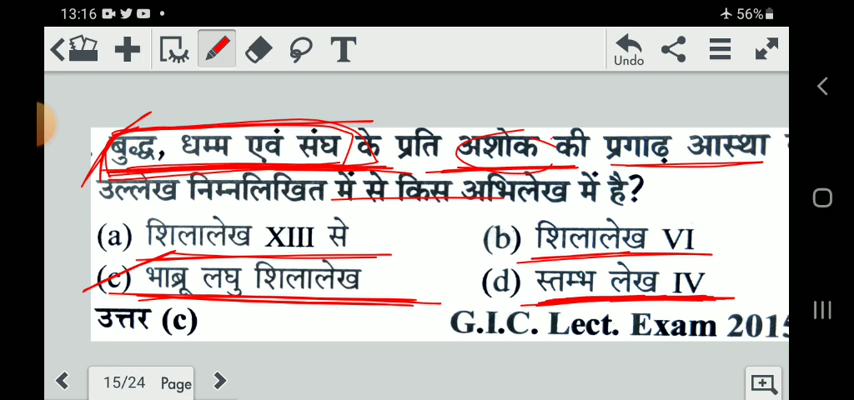 13:16
56%
T
Undo
बुद्ध, धम्म एवं संघ के प्रति अशोक की प्रगाढ़ आस्था
उल्लेख निम्नलिखित में से किस अभिलेख में है?
(a) शिलालेख XIII से (b) शिलालेख VI
(c) भाब्रू लघु शिलालेख (d) स्तम्भ लेख IV
उत्तर (c) G.I.C. Lect. Exam 2015
15/24 Page